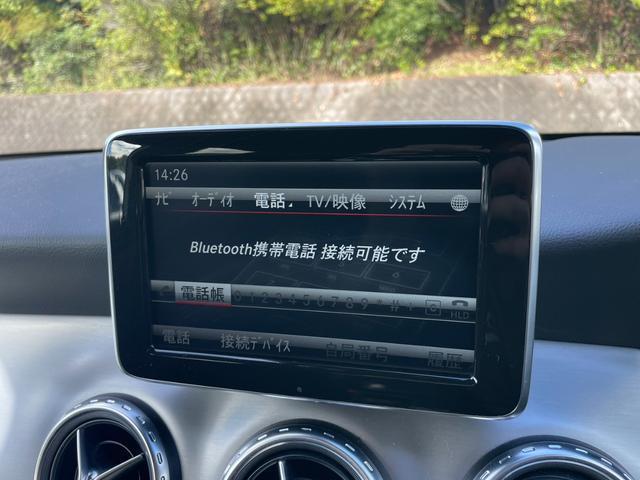 14:26
ナビ オーディオ 電話 TV/映像 システム
Bluetooth携帯電話 接続可能です
電話帳 0 1 2 3 4 5 6 7 8 9 * # + C HLD
電話 接続デバイス 自局番号 履歴